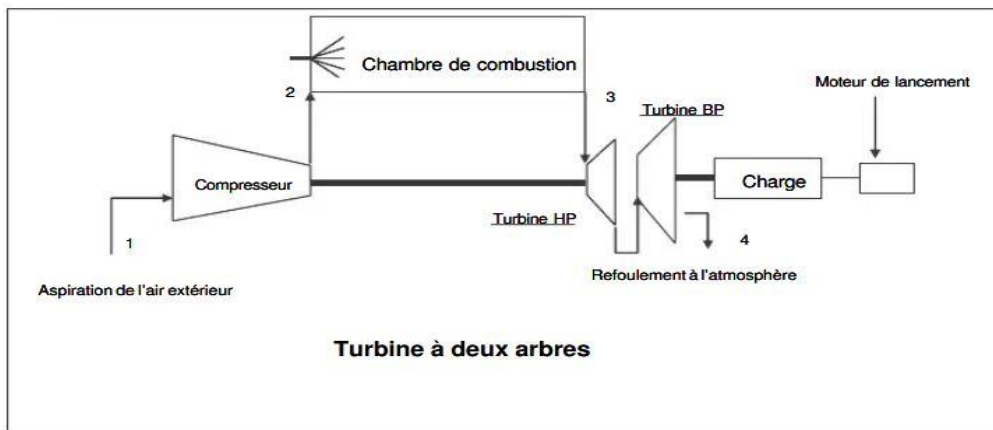 Chambre de combustion
Moteur de lancement
2
3
Turbine BP
Compresseur
Charge
Turbine HP
1
4
Aspiration de l'air extérieur
Refoulement à l'atmosphère
Turbine à deux arbres